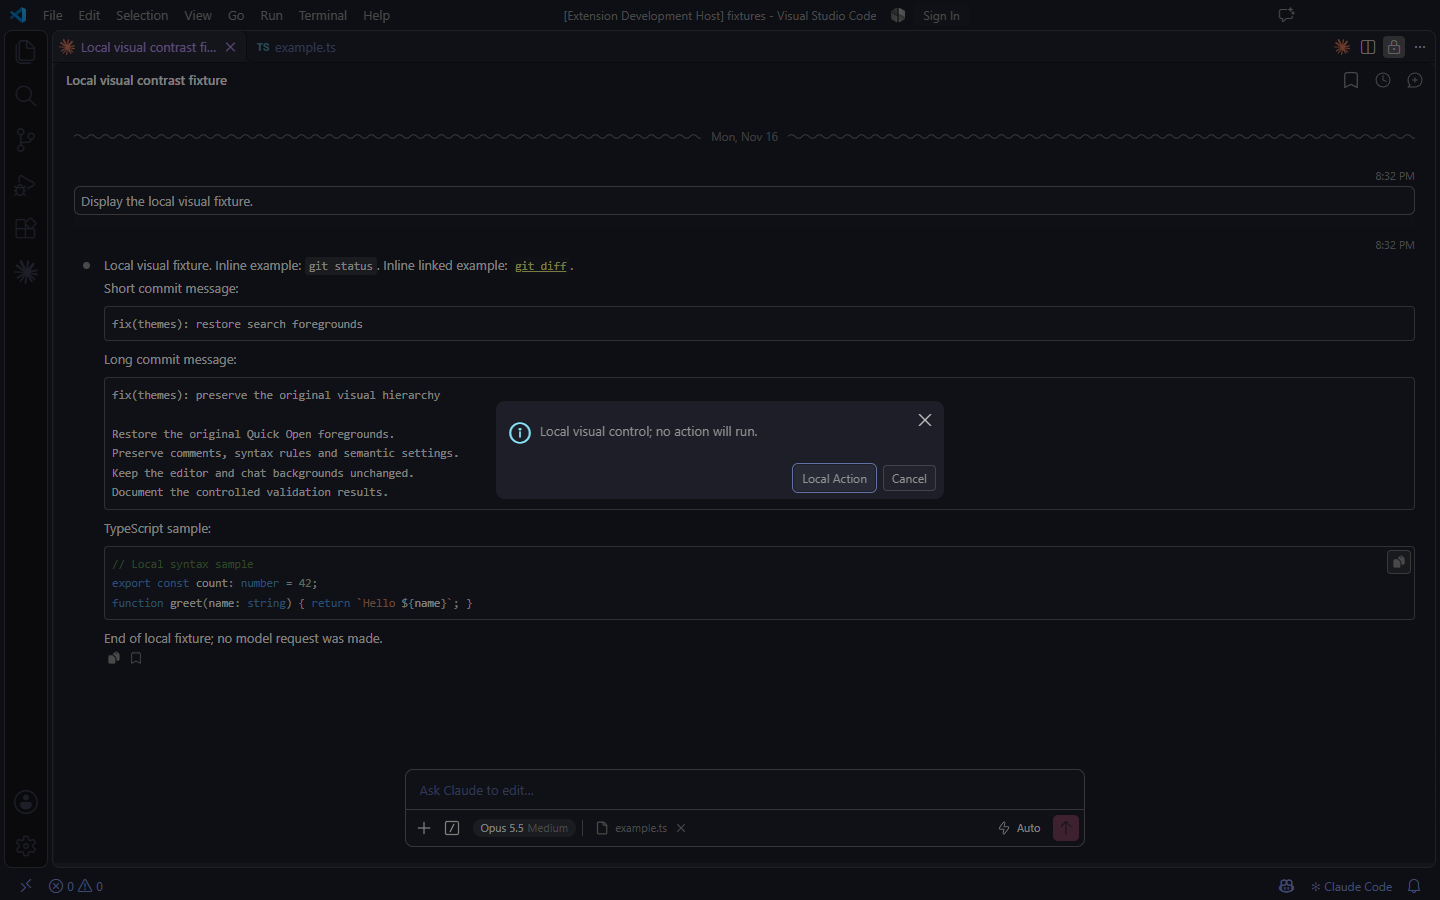 File Edit Selection View Go Run Terminal Help
[Extension Development Host] fixtures - Visual Studio Code
Sign In
Local visual contrast fi...
TS example.ts
Local visual contrast fixture
Mon, Nov 16
8:32 PM
Display the local visual fixture.
8:32 PM
Local visual fixture. Inline example: git status. Inline linked example: git diff.
Short commit message:
fix(themes): restore search foregrounds
Long commit message:
fix(themes): preserve the original visual hierarchy
Restore the original Quick Open foregrounds.
Preserve comments, syntax rules and semantic settings.
Keep the editor and chat backgrounds unchanged.
Document the controlled validation results.
Local visual control; no action will run.
Local Action
Cancel
TypeScript sample:
// Local syntax sample
export const count: number = 42;
function greet(name: string) { return `Hello ${name}`; }
End of local fixture; no model request was made.
Ask Claude to edit...
Opus 5.5 Medium
example.ts
Auto
0 0
Claude Code